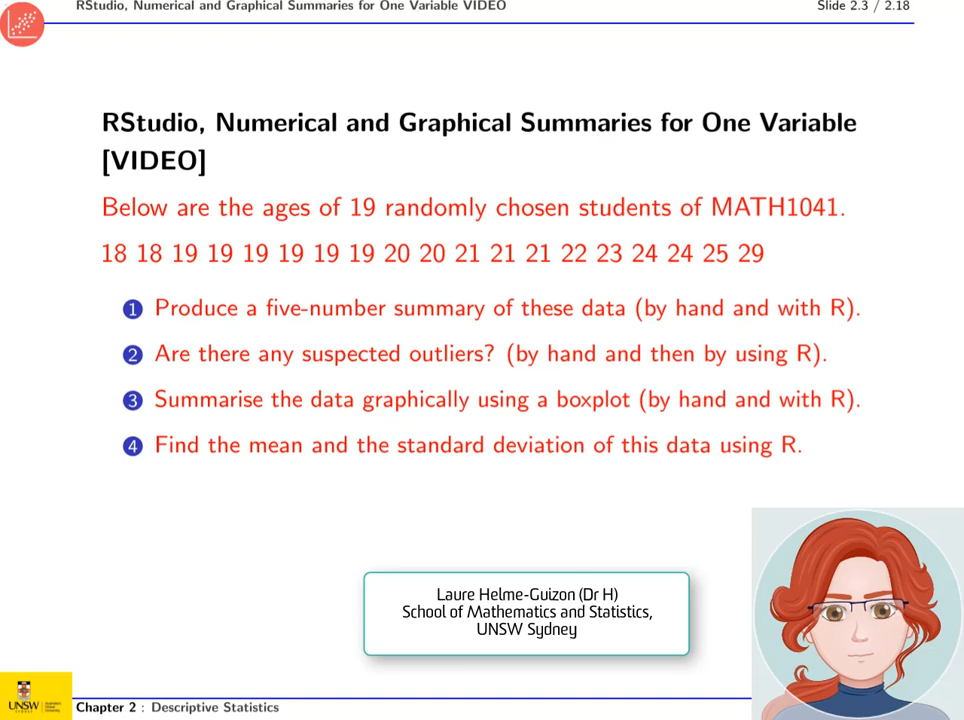 RStudio, Numerical and Graphical Summaries for One Variable VIDEO
Slide 2.3 / 2.18
RStudio, Numerical and Graphical Summaries for One Variable
[VIDEO]
Below are the ages of 19 randomly chosen students of MATH1041.
18 18 19 19 19 19 19 19 20 20 21 21 21 22 23 24 24 25 29
1 Produce a five-number summary of these data (by hand and with R).
2 Are there any suspected outliers? (by hand and then by using R).
3 Summarise the data graphically using a boxplot (by hand and with R).
4 Find the mean and the standard deviation of this data using R.
Laure Helme-Guizon (Dr H)
School of Mathematics and Statistics,
UNSW Sydney
UNSW
Chapter 2 : Descriptive Statistics